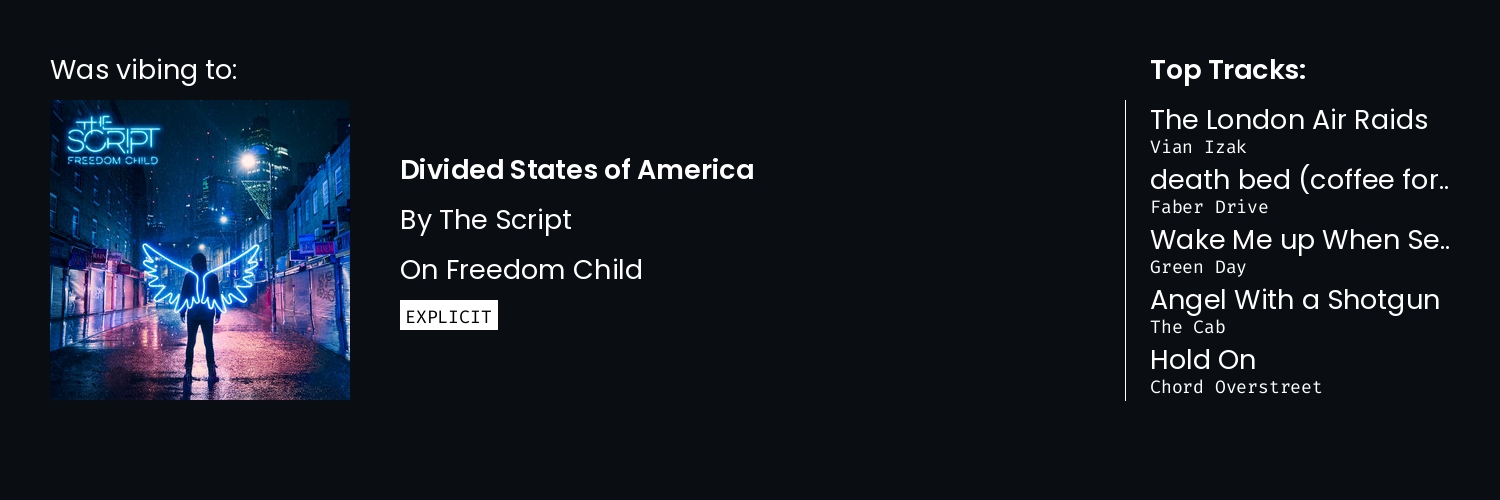 Was vibing to:
THE
SCRIPT
FREEDOM CHILD
Divided States of America
By The Script
On Freedom Child
EXPLICIT
Top Tracks:
The London Air Raids
Vian Izak
death bed (coffee for..
Faber Drive
Wake Me up When Se..
Green Day
Angel With a Shotgun
The Cab
Hold On
Chord Overstreet